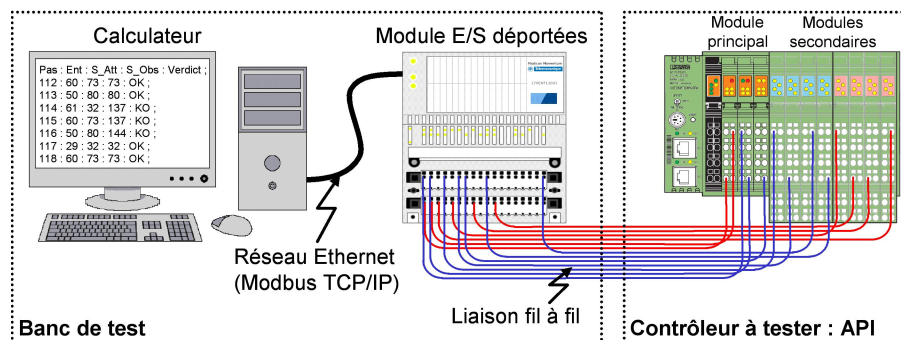 Calculateur
Module E/S déportées
Module
principal
Modules
secondaires
Pas : Ent : S_Att : S_Obs : Verdict ;
112 : 60 : 73 : 73 : OK ;
113 : 50 : 80 : 80 : OK ;
114 : 61 : 32 : 137 : KO ;
115 : 60 : 73 : 137 : KO ;
116 : 50 : 80 : 144 : KO ;
117 : 29 : 32 : 32 : OK ;
118 : 60 : 73 : 73 : OK ;
Modicon Momentum
Telemecanique
Réseau Ethernet
(Modbus TCP/IP)
Liaison fil à fil
Banc de test
Contrôleur à tester : API